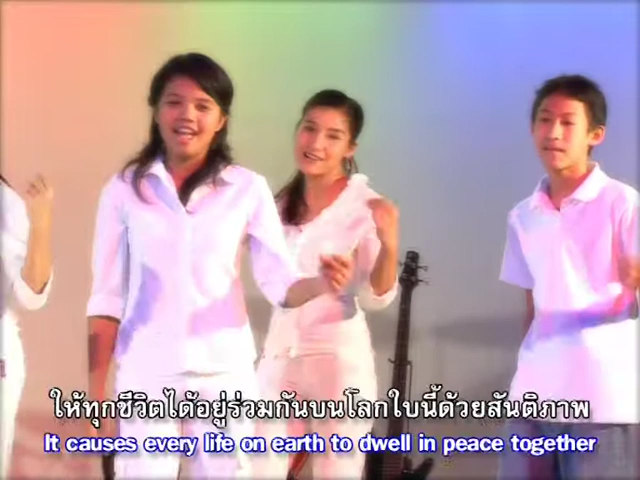 ให้ทุกชีวิตได้อยู่ร่วมกันบนโลกใบนี้ด้วยสันติภาพ
It causes every life on earth to dwell in peace together